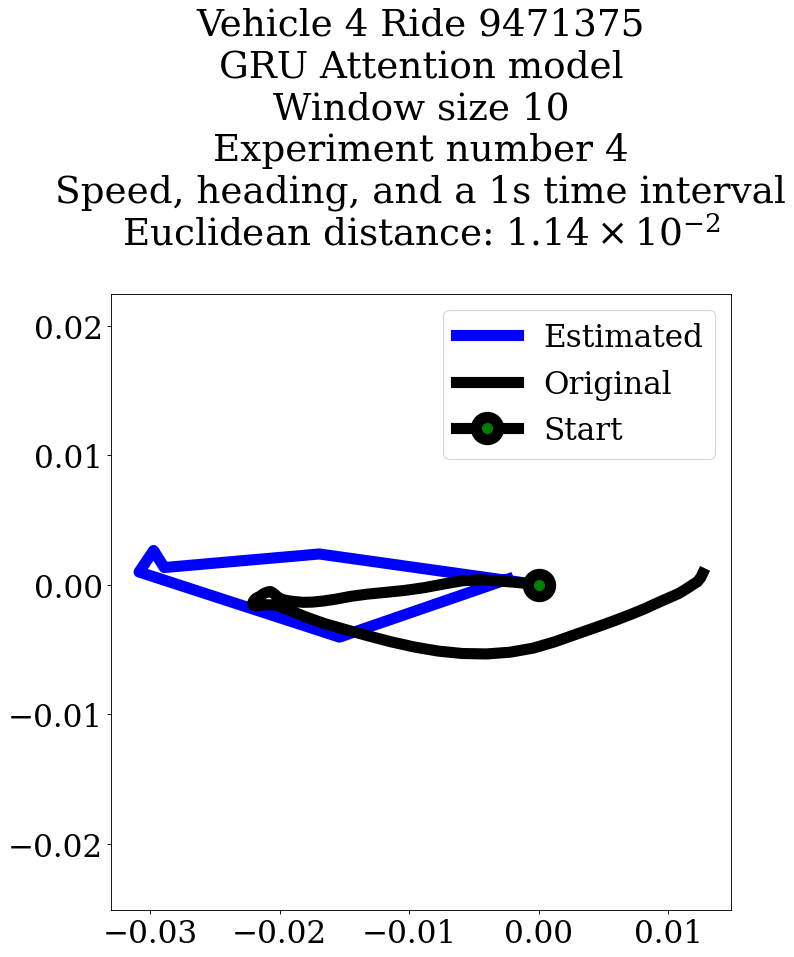 Vehicle 4 Ride 9471375
GRU Attention model
Window size 10
Experiment number 4
Speed, heading, and a 1s time interval
Euclidean distance: 1.14 × 10⁻²
Estimated
Original
Start
0.02
0.01
0.00
−0.01
−0.02
−0.03 −0.02 −0.01 0.00 0.01